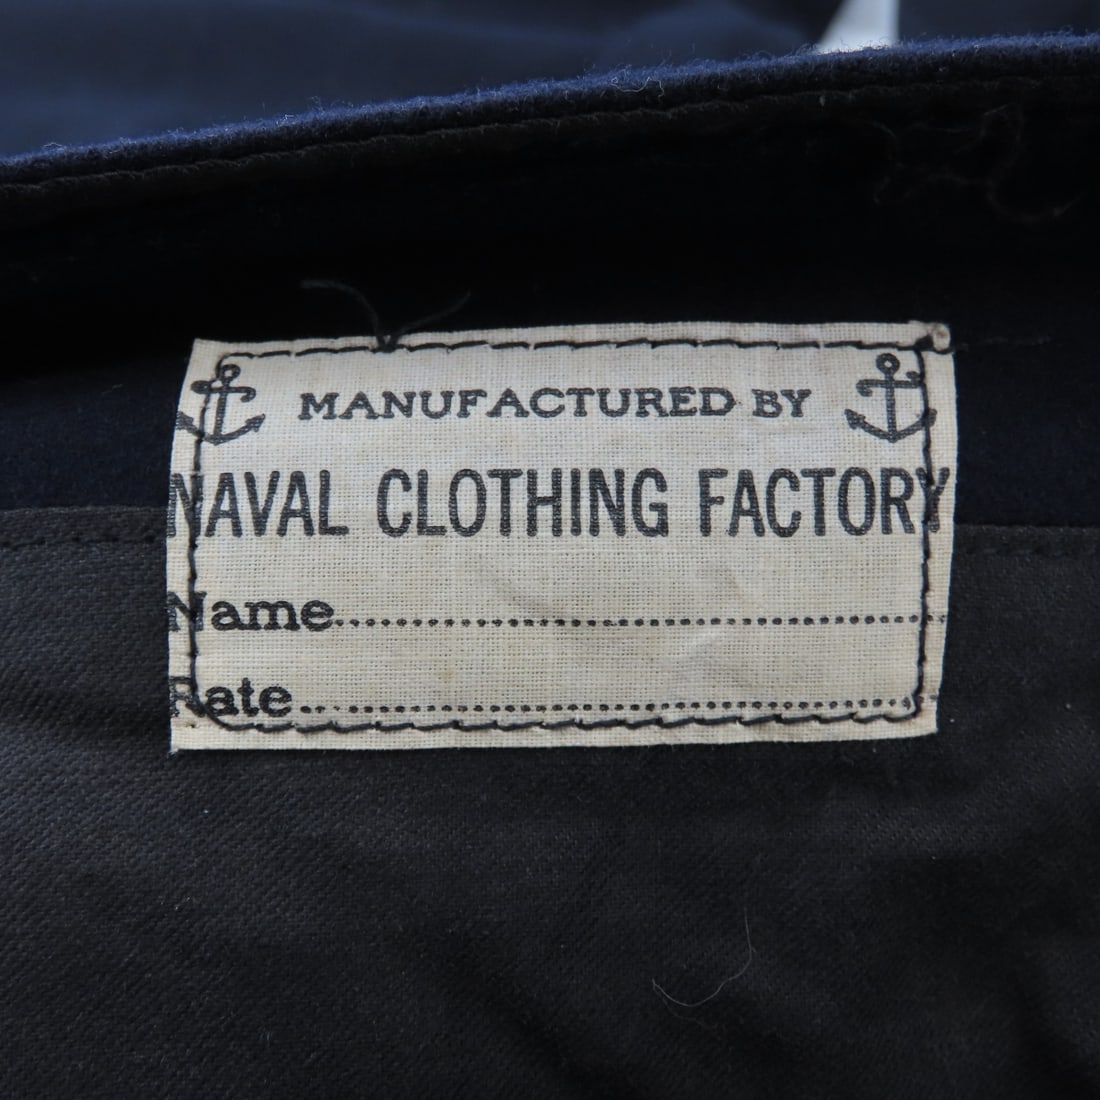 MANUFACTURED BY
NAVAL CLOTHING FACTORY
Name..............................
Rate..............................